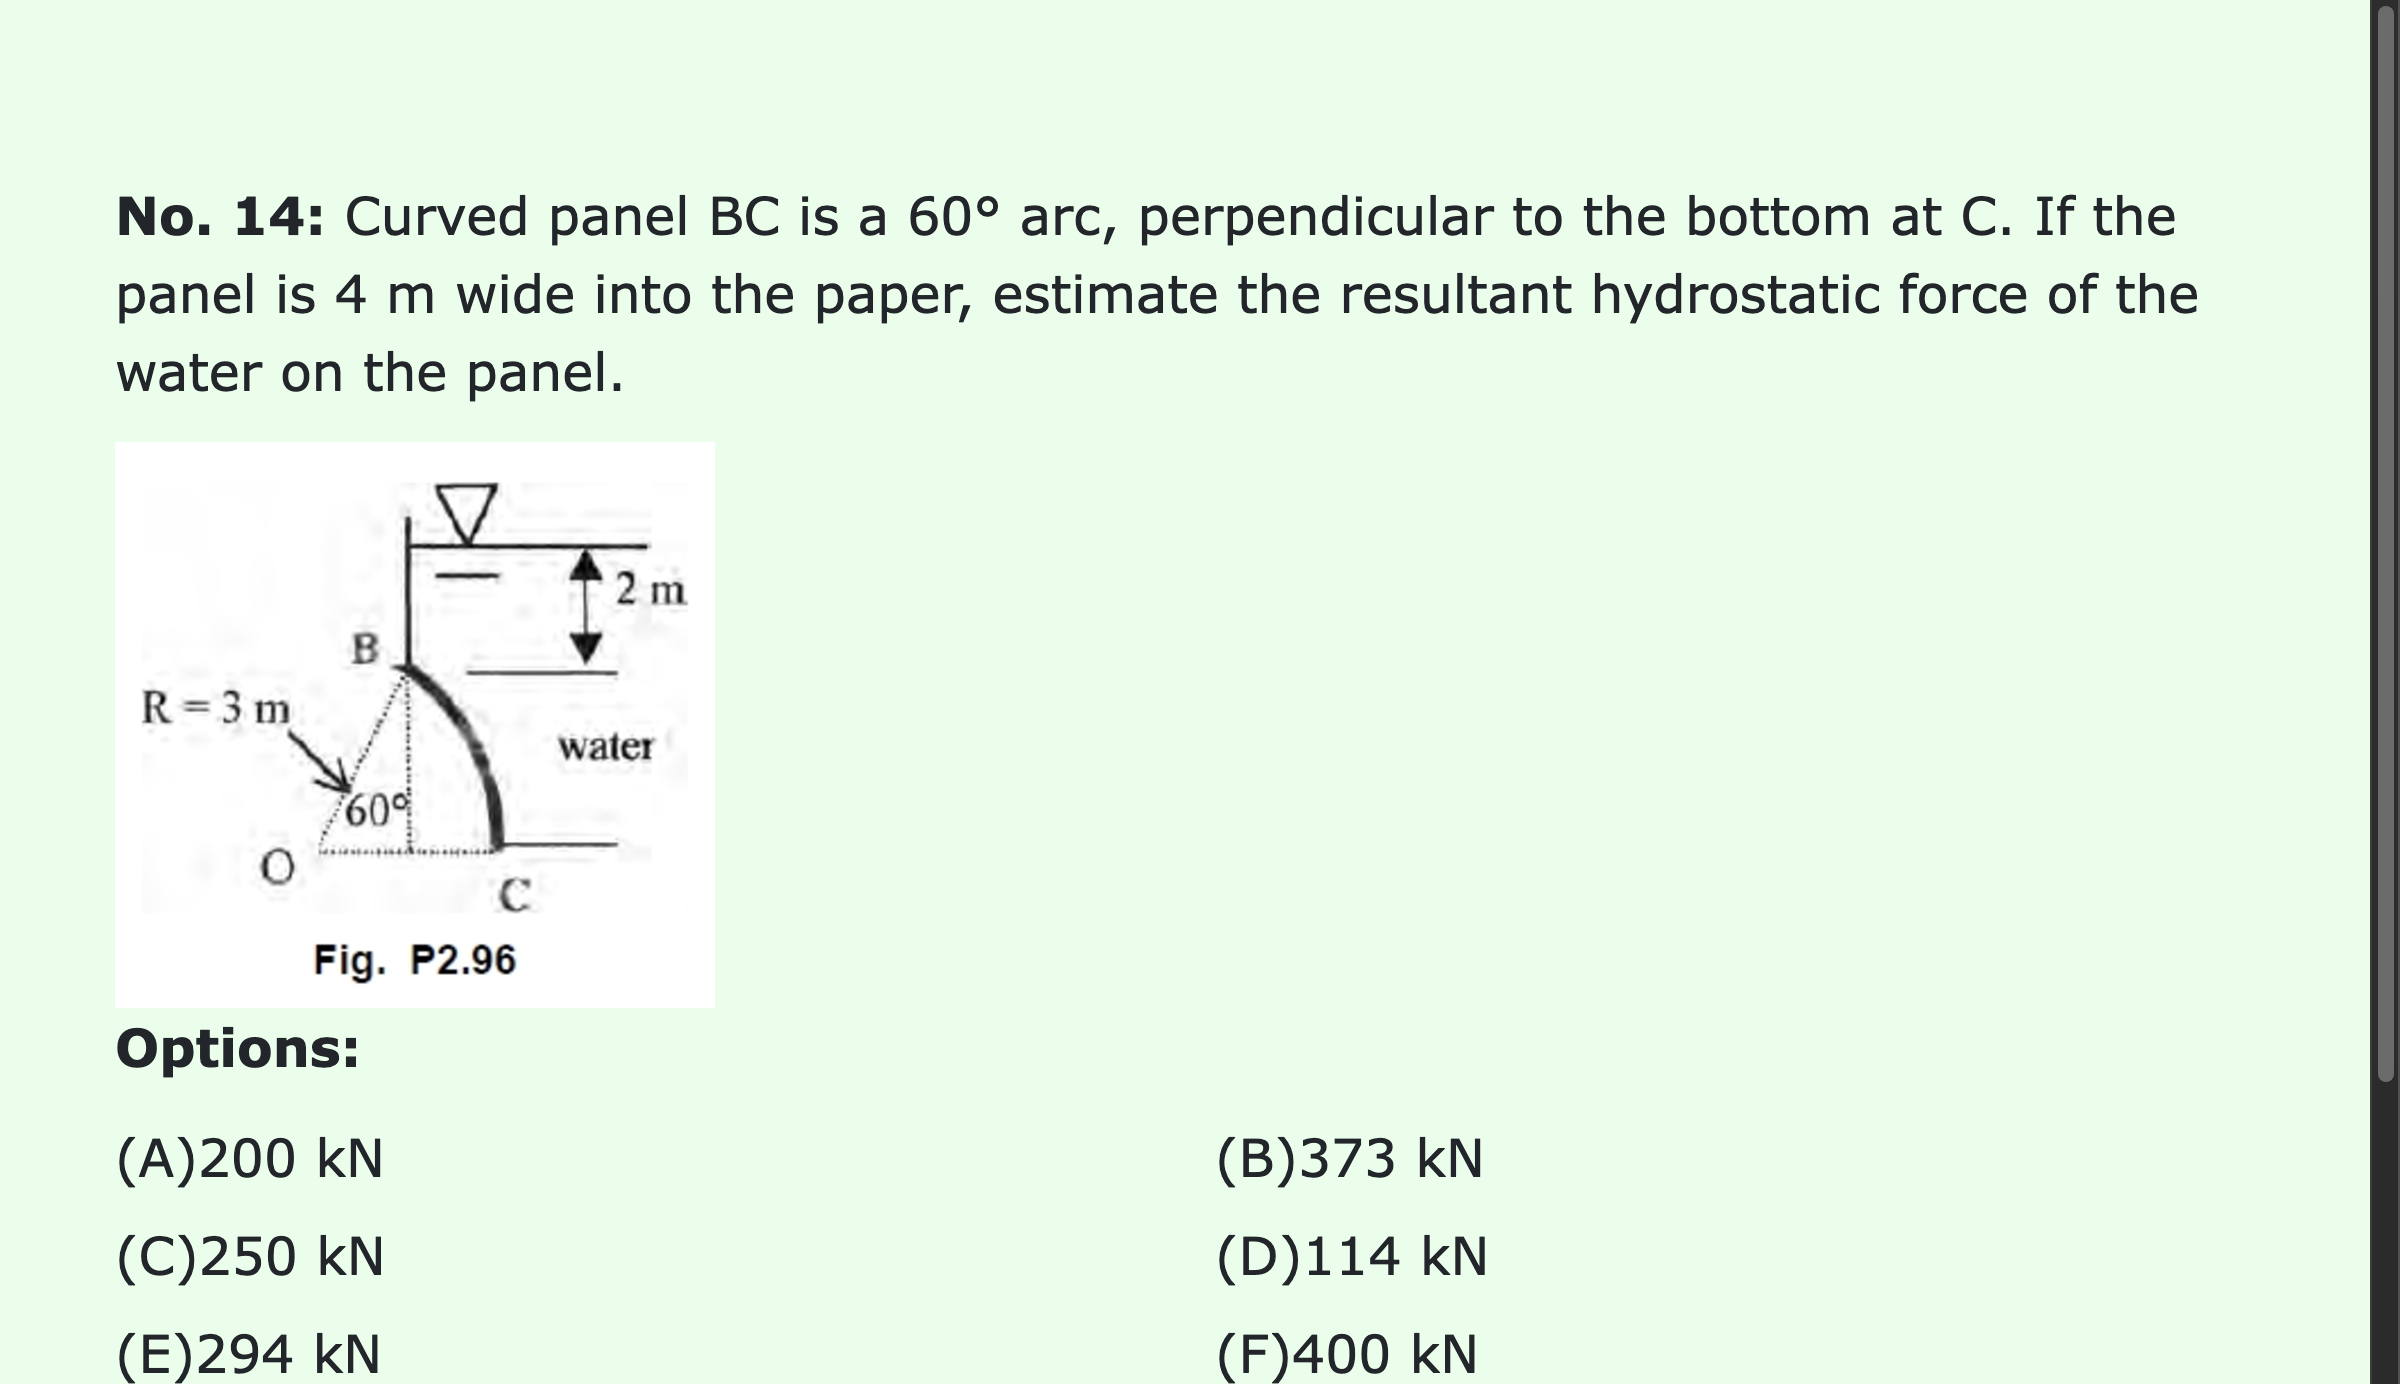 No. 14: Curved panel BC is a 60° arc, perpendicular to the bottom at C. If the
panel is 4 m wide into the paper, estimate the resultant hydrostatic force of the
water on the panel.
2 m
B
R = 3 m
water
60°
O
C
Fig. P2.96
Options:
(A)200 kN
(B)373 kN
(C)250 kN
(D)114 kN
(E)294 kN
(F)400 kN